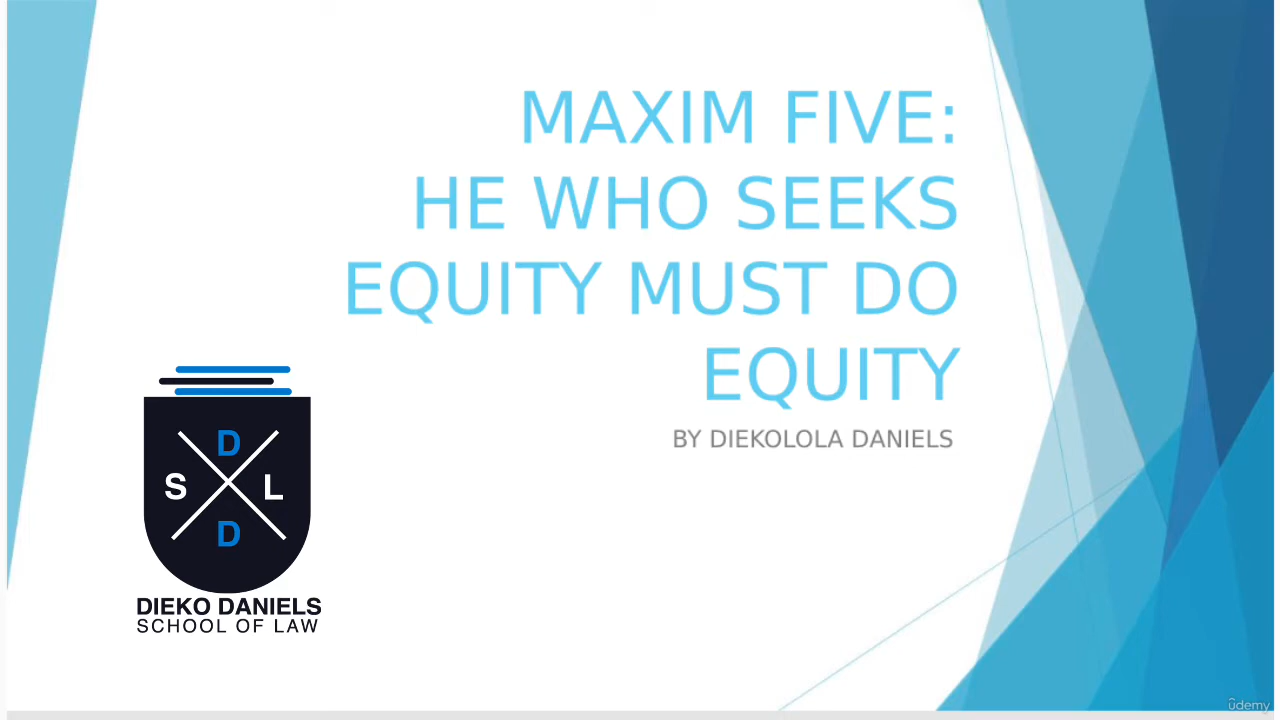 MAXIM FIVE:
HE WHO SEEKS
EQUITY MUST DO
EQUITY
BY DIEKOLOLA DANIELS
D
S L
D
DIEKO DANIELS
SCHOOL OF LAW
ûdemy